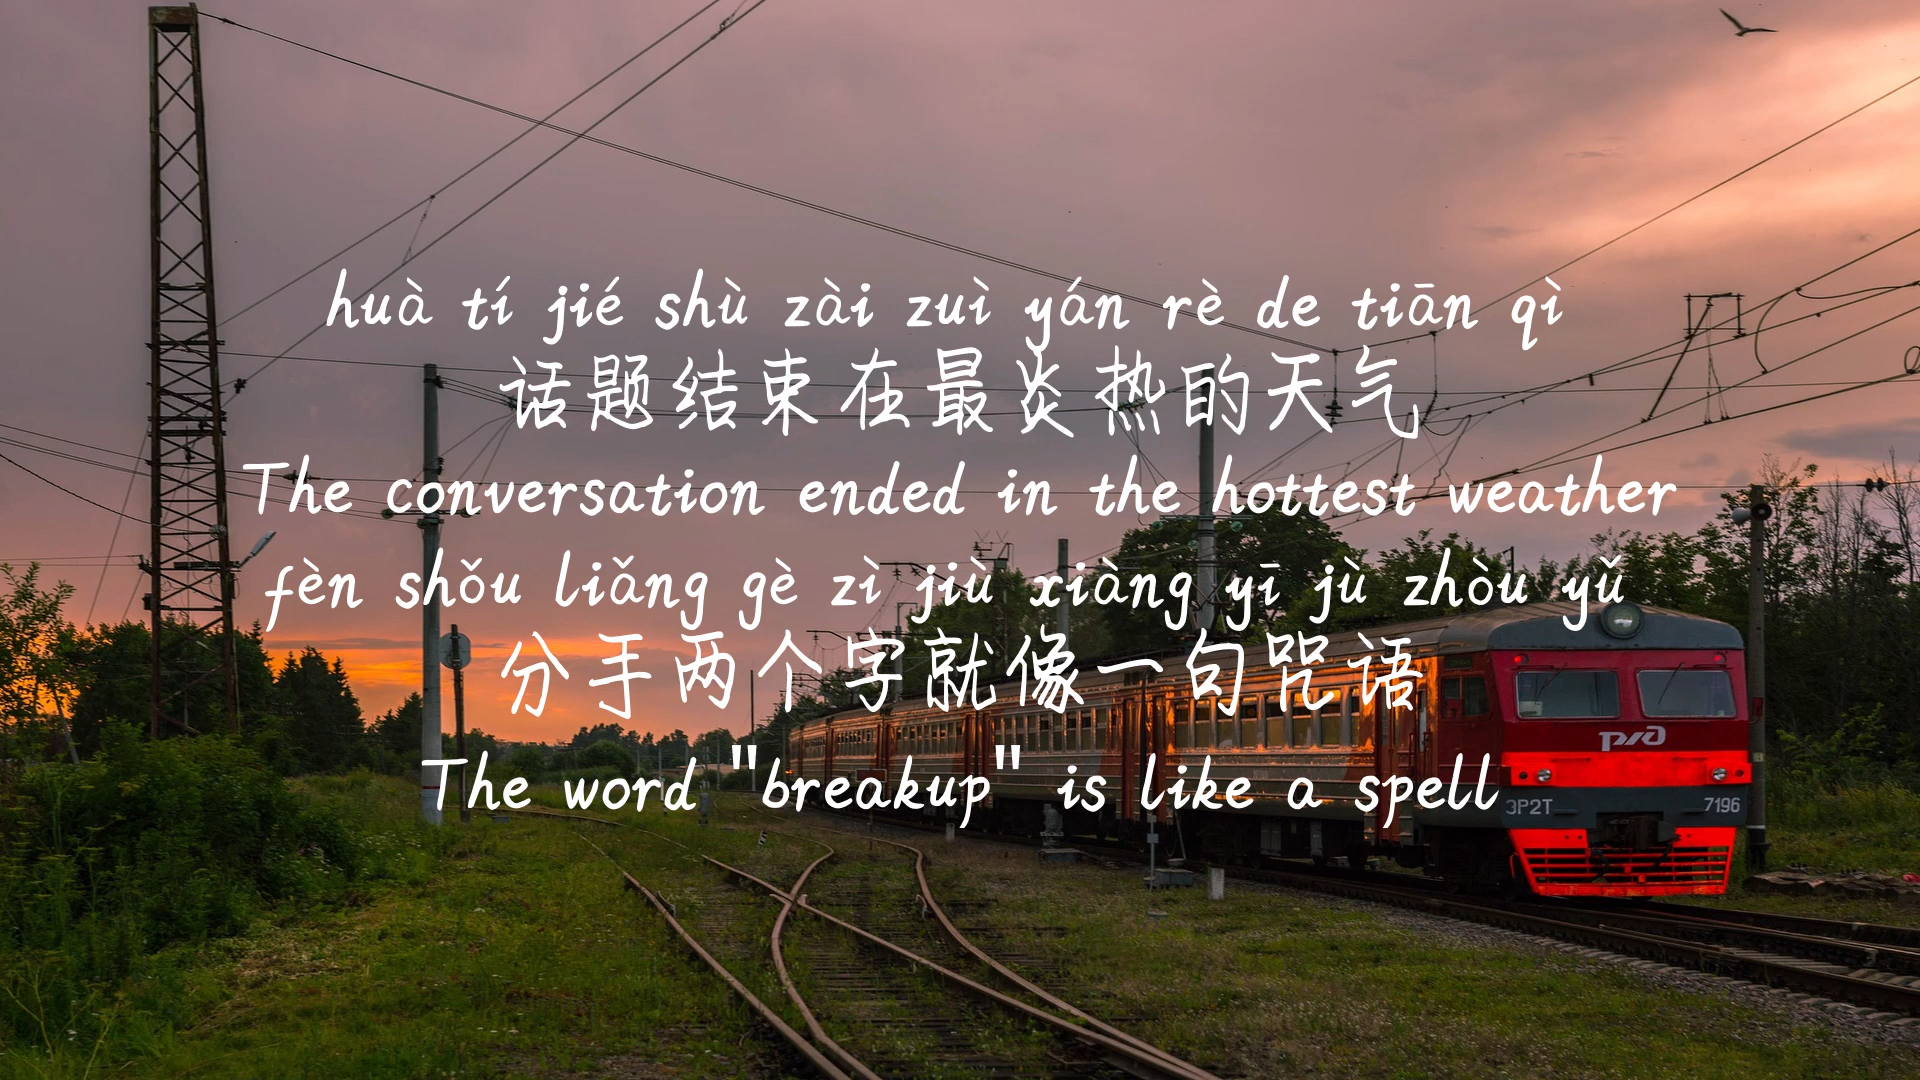 huà tí jié shù zài zuì yán rè de tiān qì
话题结束在最炎热的天气
The conversation ended in the hottest weather
fèn shǒu liǎng gè zì jiù xiàng yī jù zhòu yǔ
分手两个字就像一句咒语
The word "breakup" is like a spell
pjd
ЭР2Т 7196